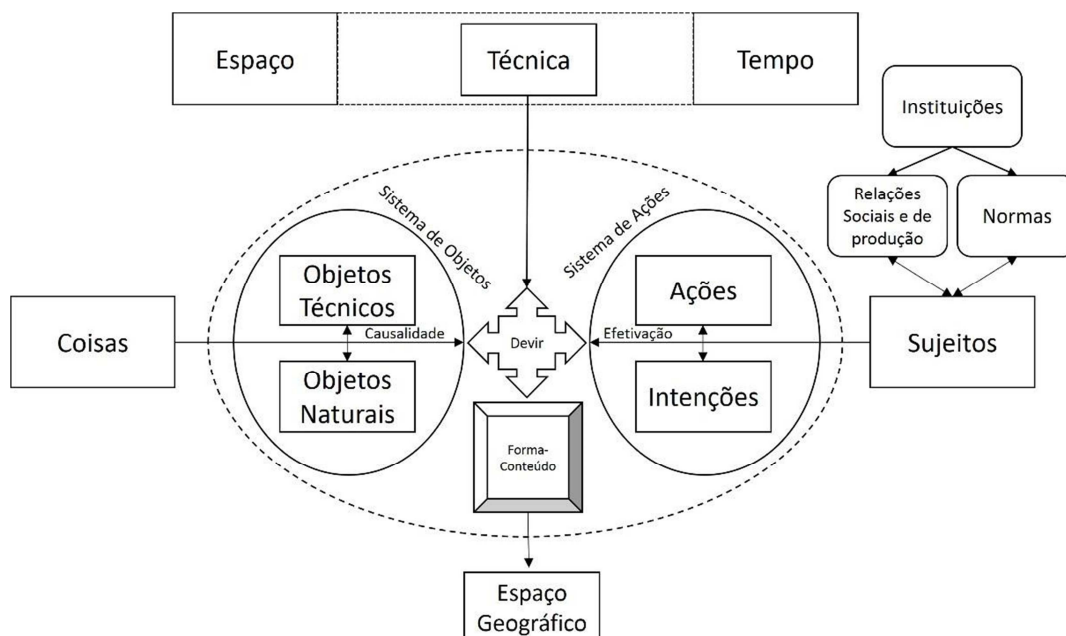 Espaço
Técnica
Tempo
Instituições
Relações
Sociais e de
produção
Normas
Sistema de Objetos
Sistema de Ações
Objetos
Técnicos
Ações
Coisas
Causalidade
Devir
Efetivação
Sujeitos
Objetos
Naturais
Intenções
Forma-
Conteúdo
Espaço
Geográfico